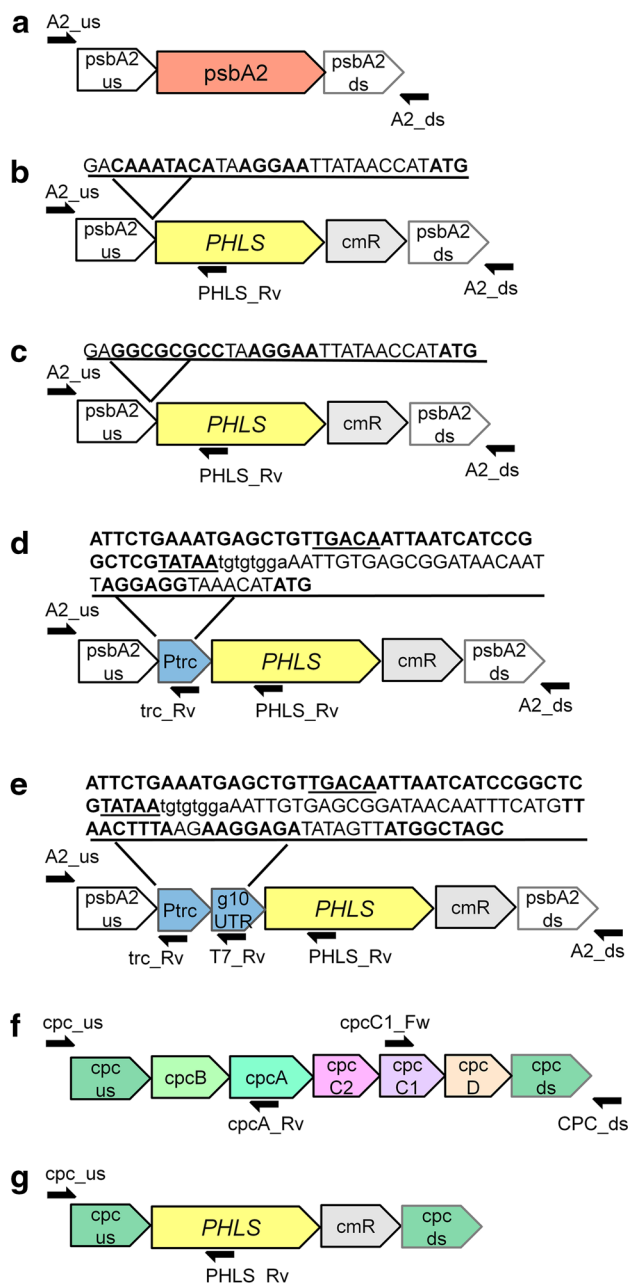 a
A2_us
psbA2
us
psbA2
psbA2
ds
A2_ds
b
GACAAATACATAAGGAATTATAACCATATG
A2_us
psbA2
us
PHLS
cmR
psbA2
ds
PHLS_Rv
A2_ds
c
GAGGCGCGCCTAAGGAATTATAACCATATG
A2_us
psbA2
us
PHLS
cmR
psbA2
ds
PHLS_Rv
A2_ds
d
ATTCTGAAATGAGCTGTTGACAATTAATCATCCG
GCTCGTATAAtgtgtggaAATTGTGAGCGGATAACAAT
TAGGAGGTAAACATATG
A2_us
psbA2
us
Ptrc
PHLS
cmR
psbA2
ds
trc_Rv
PHLS_Rv
A2_ds
e
ATTCTGAAATGAGCTGTTGACAATTAATCATCCGGCTC
GTATAAtgtgtggaAATTGTGAGCGGATAACAATTTCATGTT
AACTTTAAGAAGGAGATATAGTTATGGCTAGC
A2_us
psbA2
us
Ptrc
g10
UTR
PHLS
cmR
psbA2
ds
trc_Rv
T7_Rv
PHLS_Rv
A2_ds
f
cpc_us
cpcC1_Fw
cpc
us
cpcB
cpcA
cpc
C2
cpc
C1
cpc
D
cpc
ds
cpcA_Rv
CPC_ds
g
cpc_us
cpc
us
PHLS
cmR
cpc
ds
PHLS_Rv